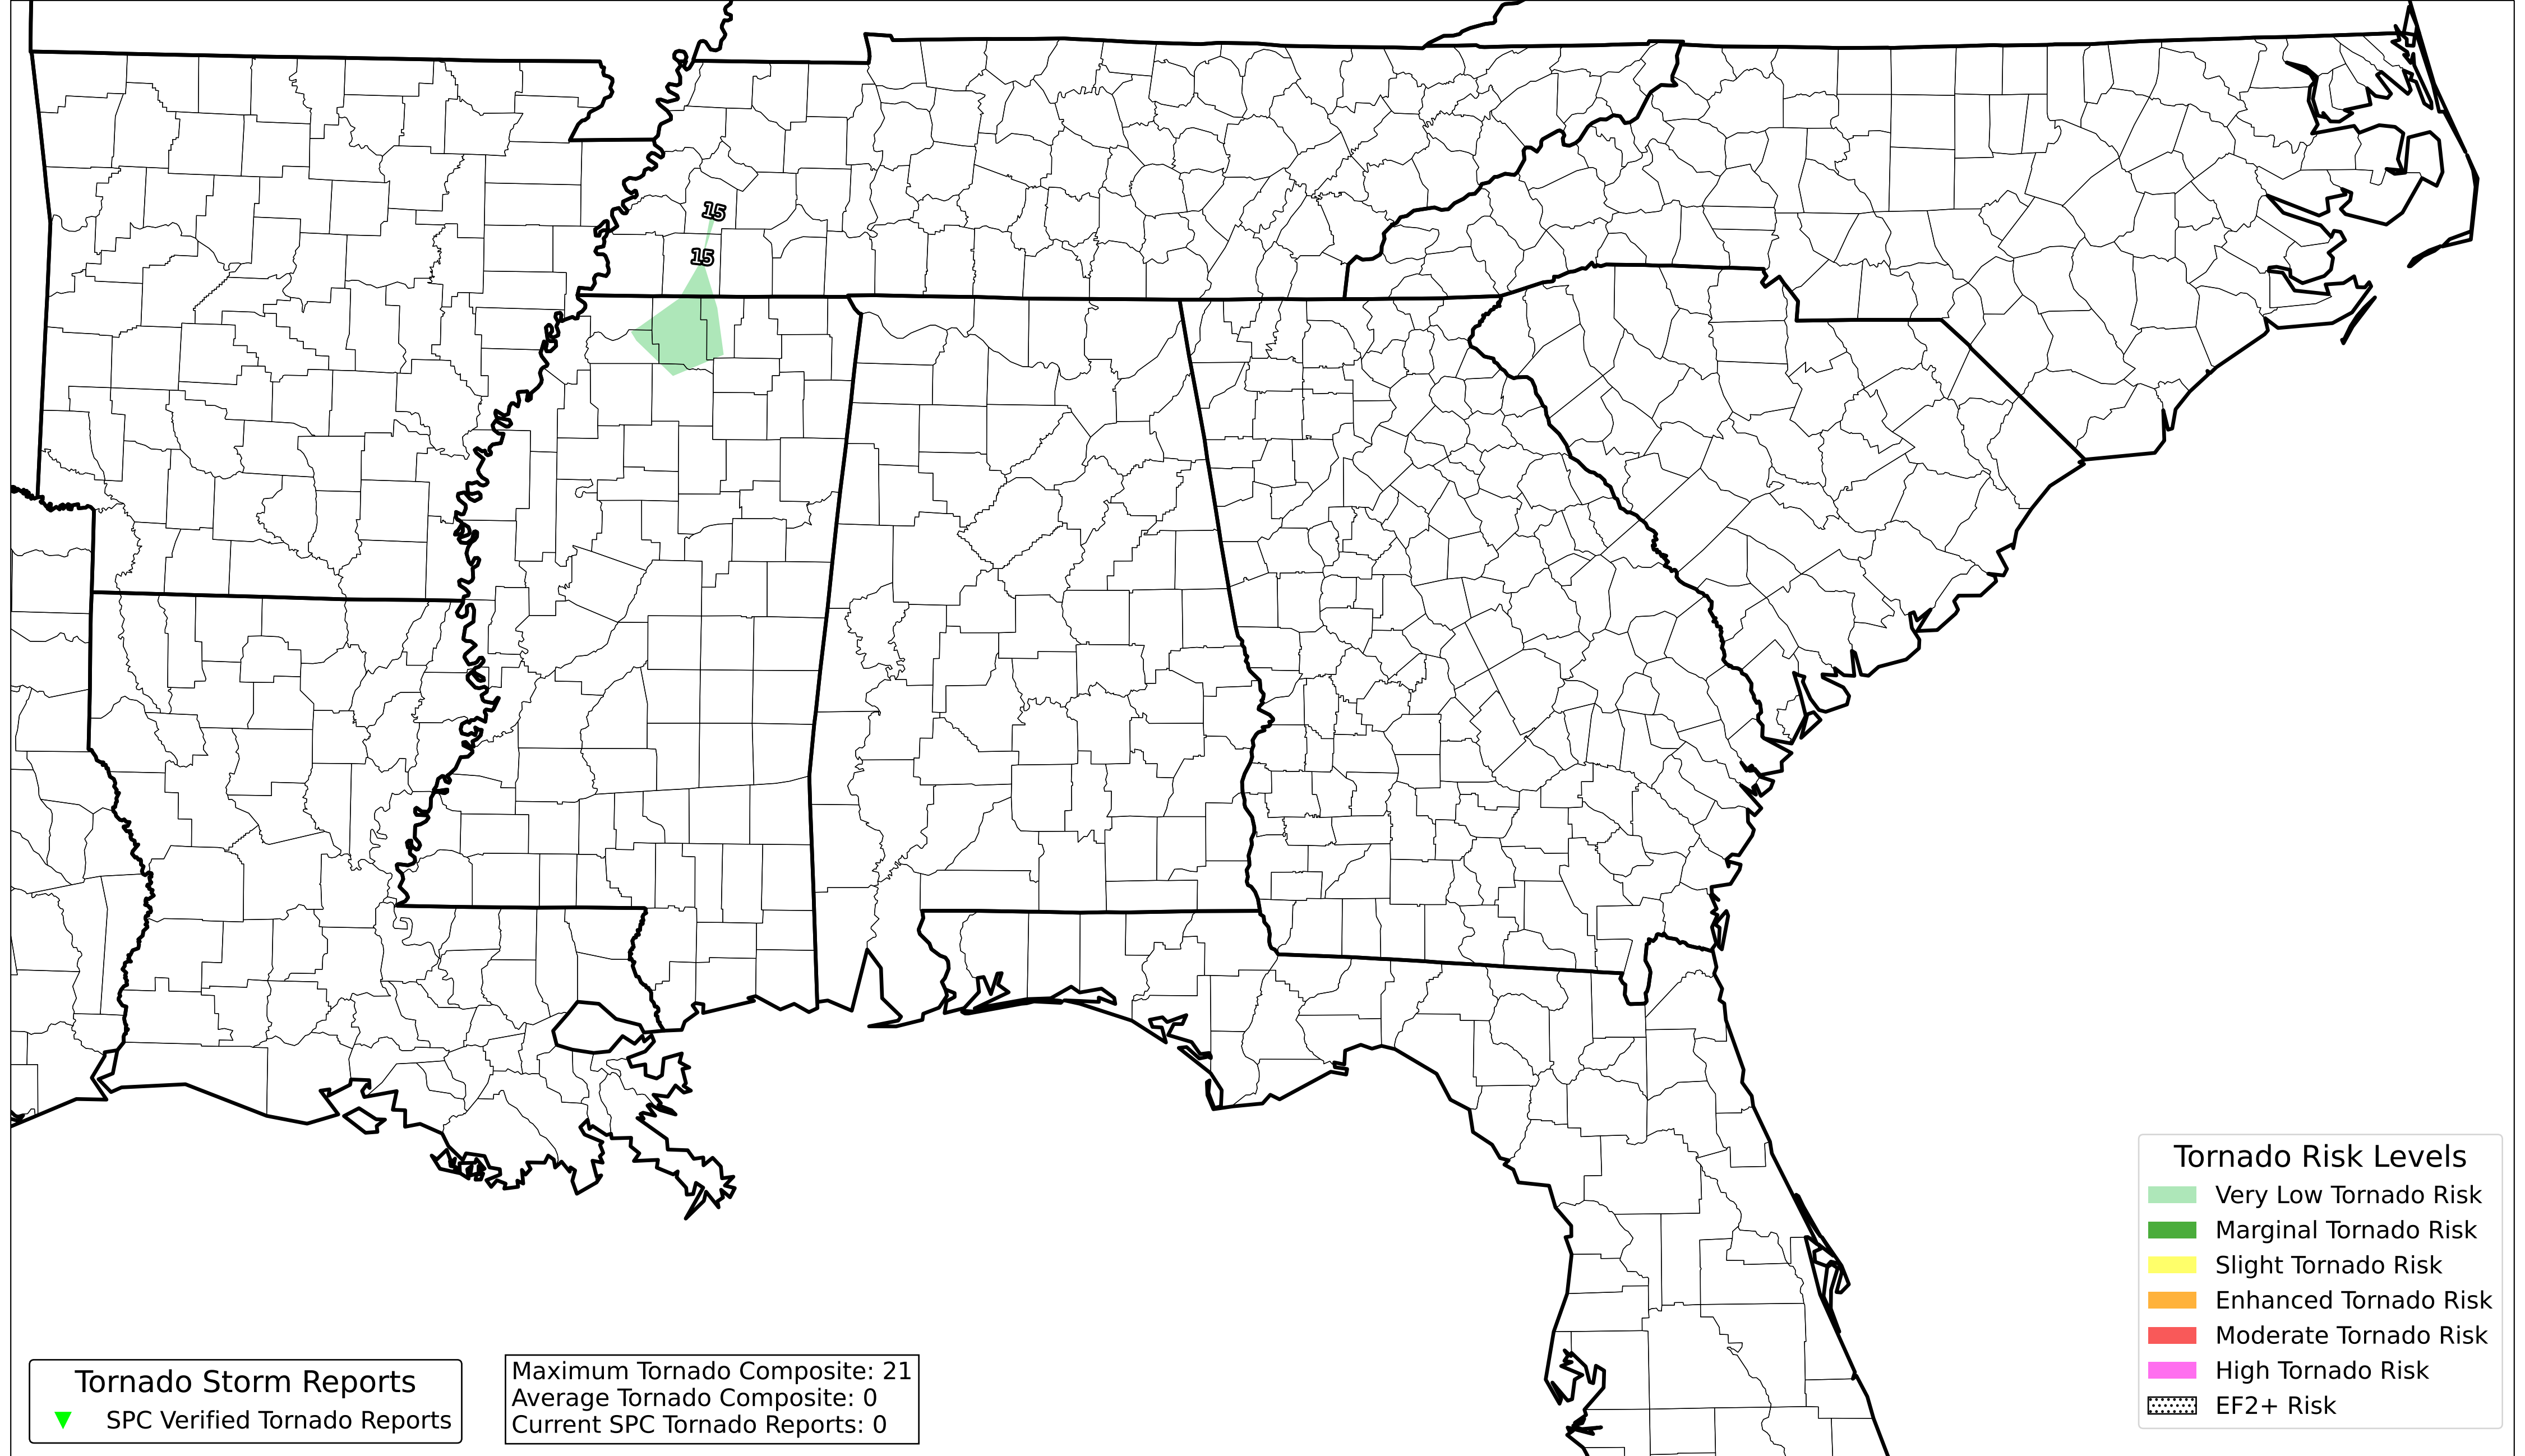 15
15
Tornado Risk Levels
Very Low Tornado Risk
Marginal Tornado Risk
Slight Tornado Risk
Enhanced Tornado Risk
Moderate Tornado Risk
High Tornado Risk
EF2+ Risk
Tornado Storm Reports
SPC Verified Tornado Reports
Maximum Tornado Composite: 21
Average Tornado Composite: 0
Current SPC Tornado Reports: 0